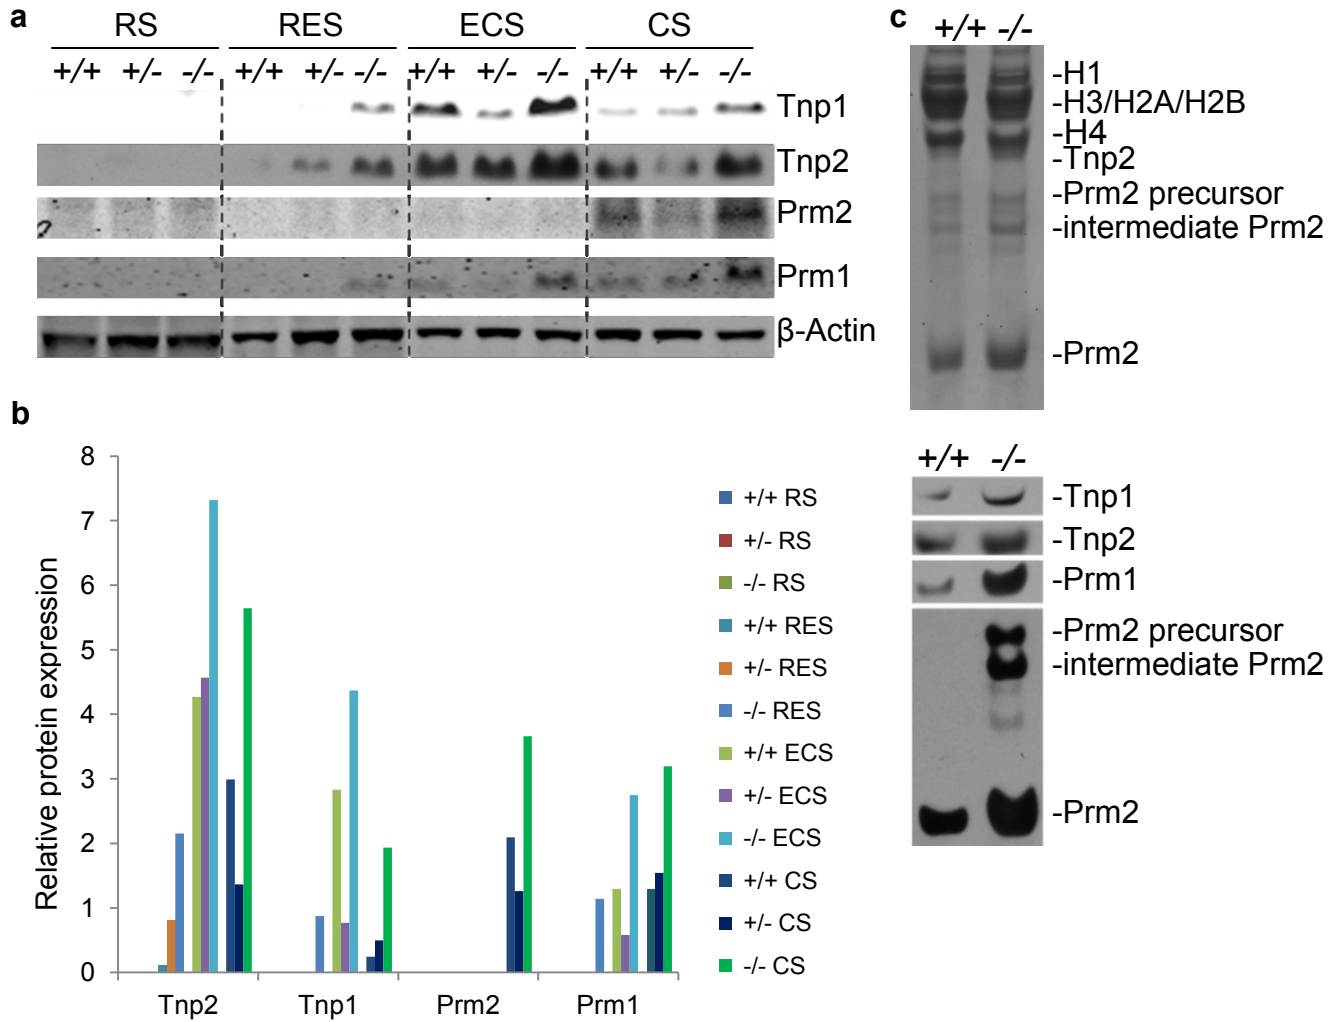 a
RS RES ECS CS
+/+ +/- -/- +/+ +/- -/- +/+ +/- -/- +/+ +/- -/-
Tnp1
Tnp2
Prm2
Prm1
β-Actin
b
Relative protein expression
8
7
6
5
4
3
2
1
0
Tnp2 Tnp1 Prm2 Prm1
+/+ RS
+/- RS
-/- RS
+/+ RES
+/- RES
-/- RES
+/+ ECS
+/- ECS
-/- ECS
+/+ CS
+/- CS
-/- CS
c
+/+ -/-
-H1
-H3/H2A/H2B
-H4
-Tnp2
-Prm2 precursor
-intermediate Prm2
-Prm2
+/+ -/-
-Tnp1
-Tnp2
-Prm1
-Prm2 precursor
-intermediate Prm2
-Prm2